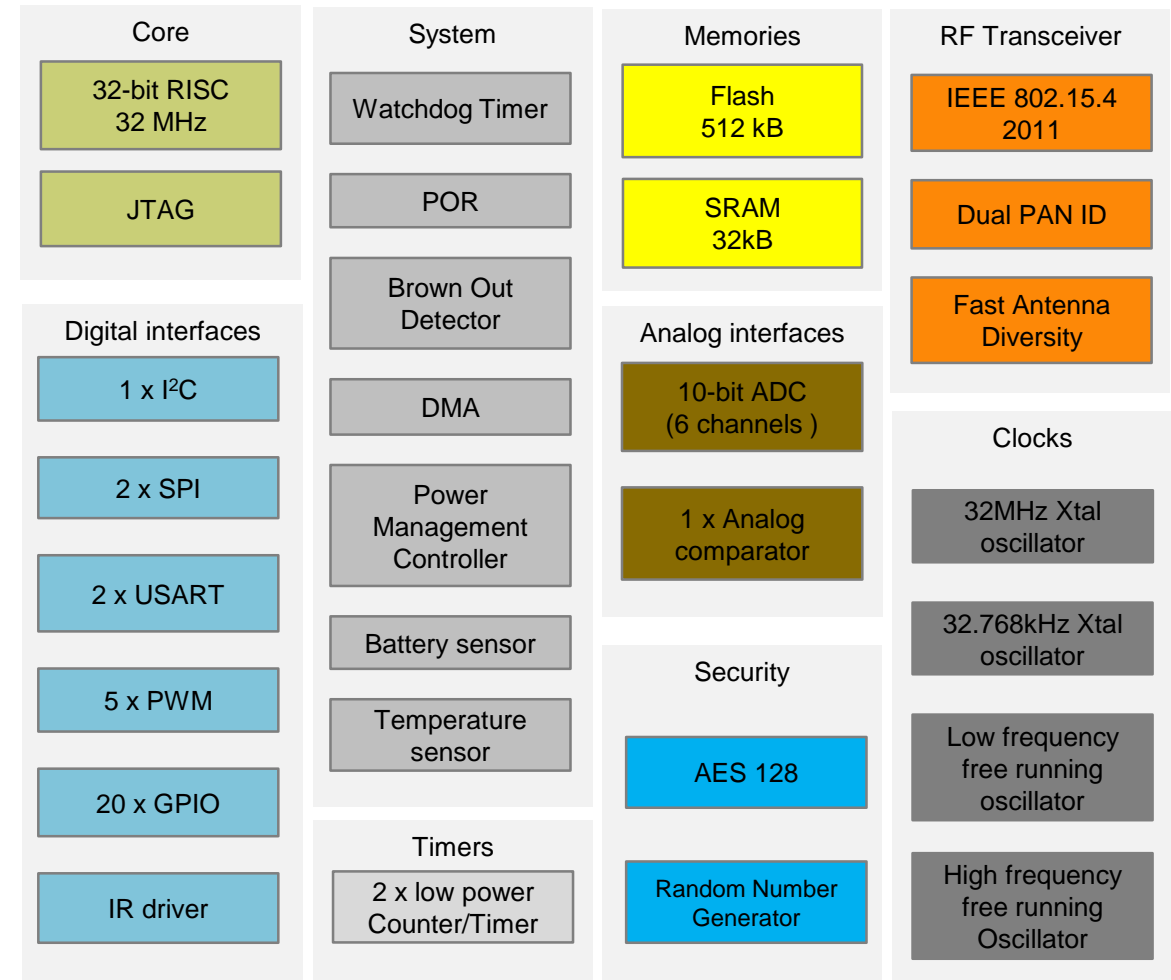 Core
32-bit RISC
32 MHz
JTAG
Digital interfaces
1 x I²C
2 x SPI
2 x USART
5 x PWM
20 x GPIO
IR driver
System
Watchdog Timer
POR
Brown Out
Detector
DMA
Power
Management
Controller
Battery sensor
Temperature
sensor
Timers
2 x low power
Counter/Timer
Memories
Flash
512 kB
SRAM
32kB
Analog interfaces
10-bit ADC
(6 channels )
1 x Analog
comparator
Security
AES 128
Random Number
Generator
RF Transceiver
IEEE 802.15.4
2011
Dual PAN ID
Fast Antenna
Diversity
Clocks
32MHz Xtal
oscillator
32.768kHz Xtal
oscillator
Low frequency
free running
oscillator
High frequency
free running
Oscillator